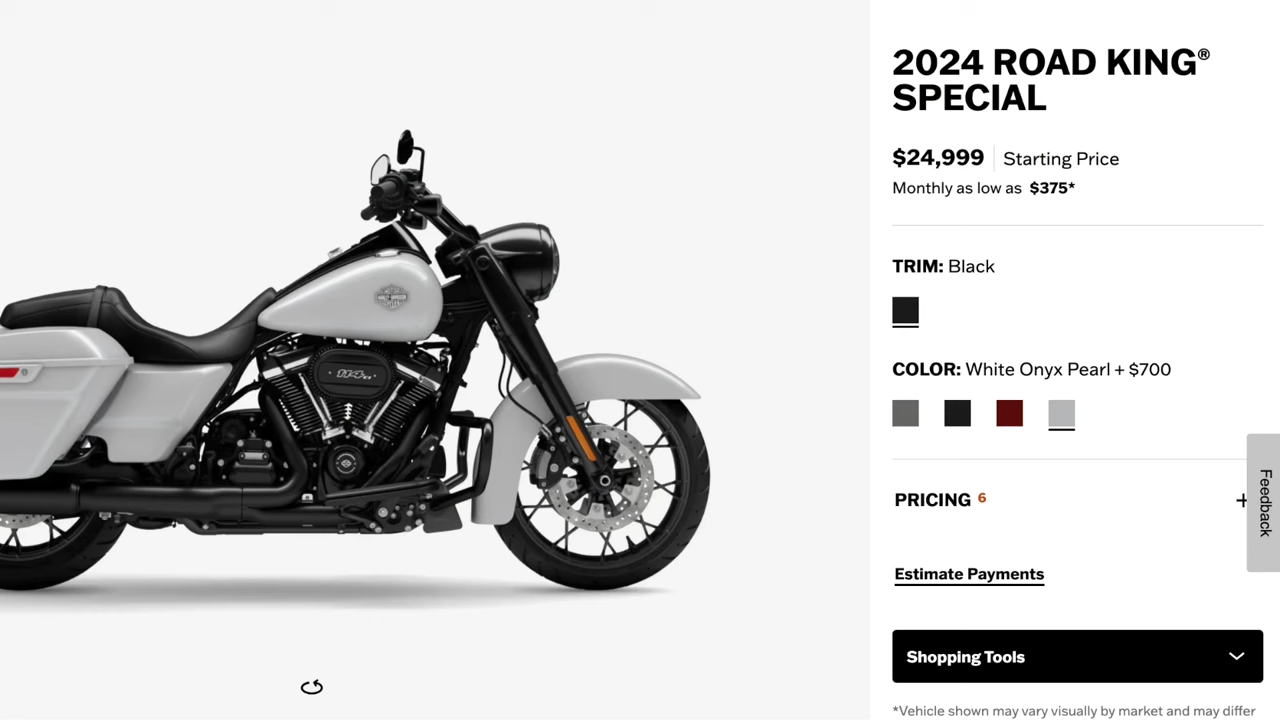 2024 ROAD KING®
SPECIAL
$24,999 Starting Price
Monthly as low as $375*
TRIM: Black
COLOR: White Onyx Pearl + $700
PRICING 6
+
Feedback
Estimate Payments
Shopping Tools
*Vehicle shown may vary visually by market and may differ
HARLEY-DAVIDSON
114